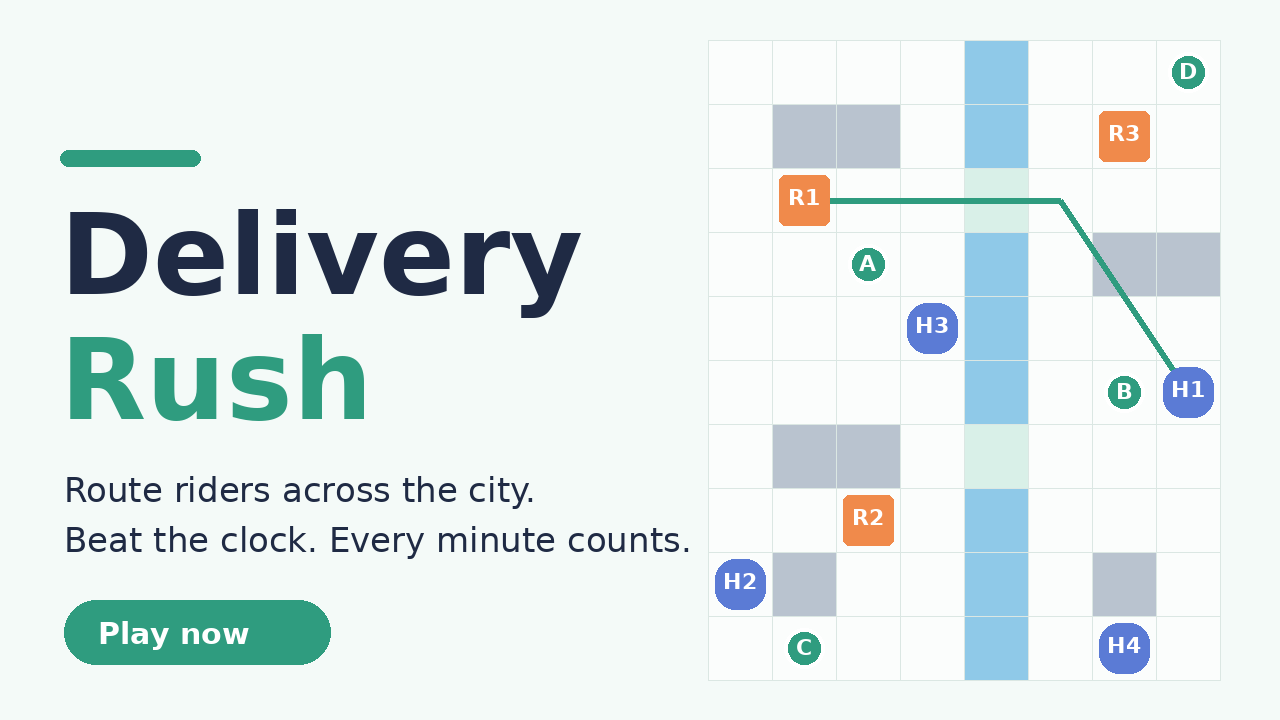 Delivery
Rush
Route riders across the city.
Beat the clock. Every minute counts.
Play now
D
R3
R1
A
H3
B
H1
R2
H2
C
H4